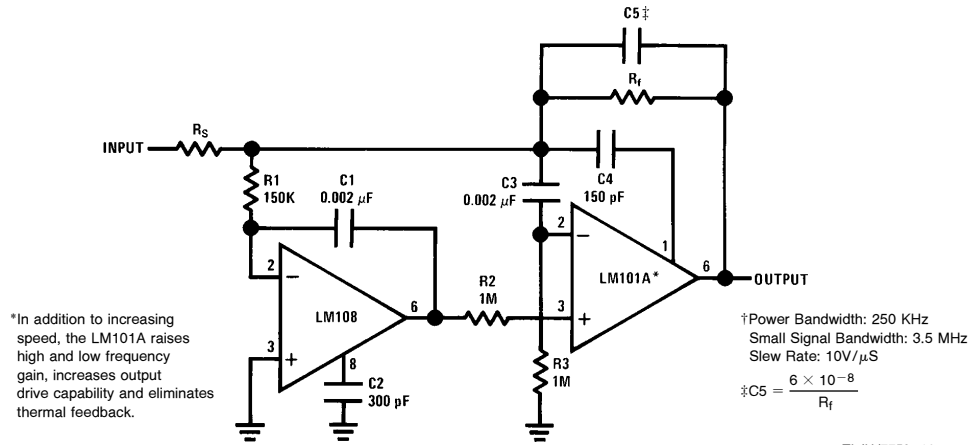 C5‡
Rf
RS
INPUT
R1
150K
C1
0.002 µF
C3
0.002 µF
C4
150 pF
2
2
1
LM101A*
6
OUTPUT
LM108
6
R2
1M
3
3
8
C2
300 pF
R3
1M
*In addition to increasing
speed, the LM101A raises
high and low frequency
gain, increases output
drive capability and eliminates
thermal feedback.
†Power Bandwidth: 250 KHz
Small Signal Bandwidth: 3.5 MHz
Slew Rate: 10V/µS
‡C5 = 6 × 10−8 / Rf